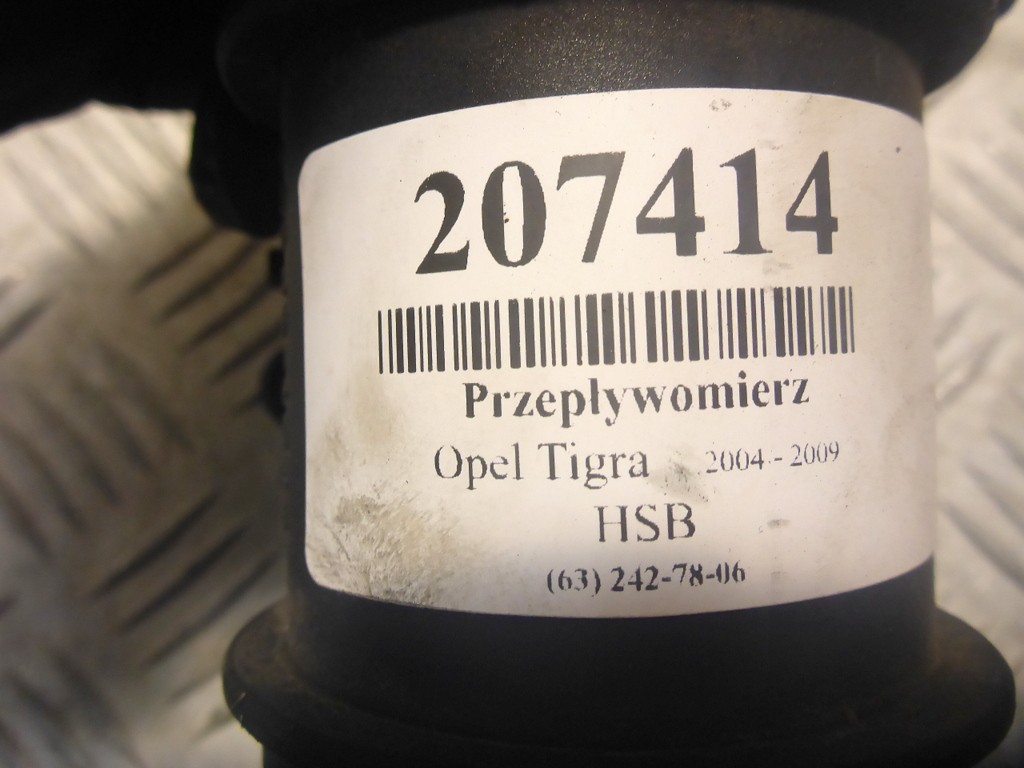 207414
Przepływomierz
Opel Tigra 2004 - 2009
HSB
(63) 242-78-06